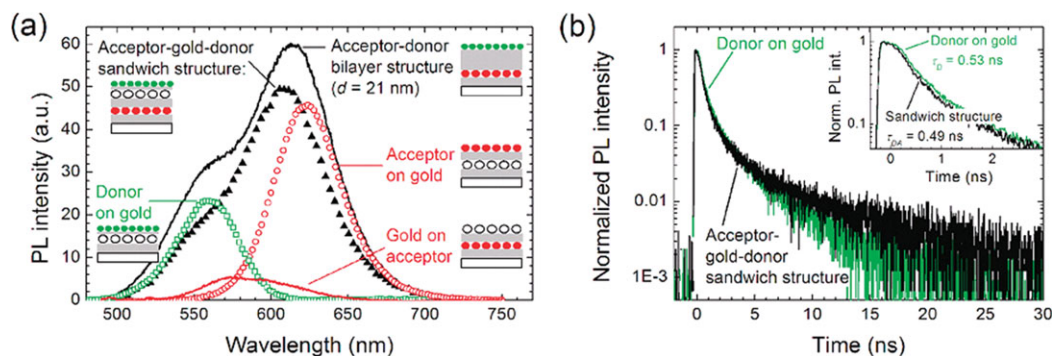 (a)
60
50
40
30
20
10
0
PL intensity (a.u.)
500
550
600
650
700
750
Wavelength (nm)
Acceptor-gold-donor
sandwich structure:
Acceptor-donor
bilayer structure
(d = 21 nm)
Donor
on gold
Acceptor
on gold
Gold on
acceptor
(b)
1
0.1
0.01
1E-3
Normalized PL intensity
0
5
10
15
20
25
30
Time (ns)
Donor on gold
Acceptor-
gold-donor
sandwich structure
Norm. PL int.
0.1
0
1
2
Time (ns)
Donor on gold
τD = 0.53 ns
Sandwich structure
τDA = 0.49 ns